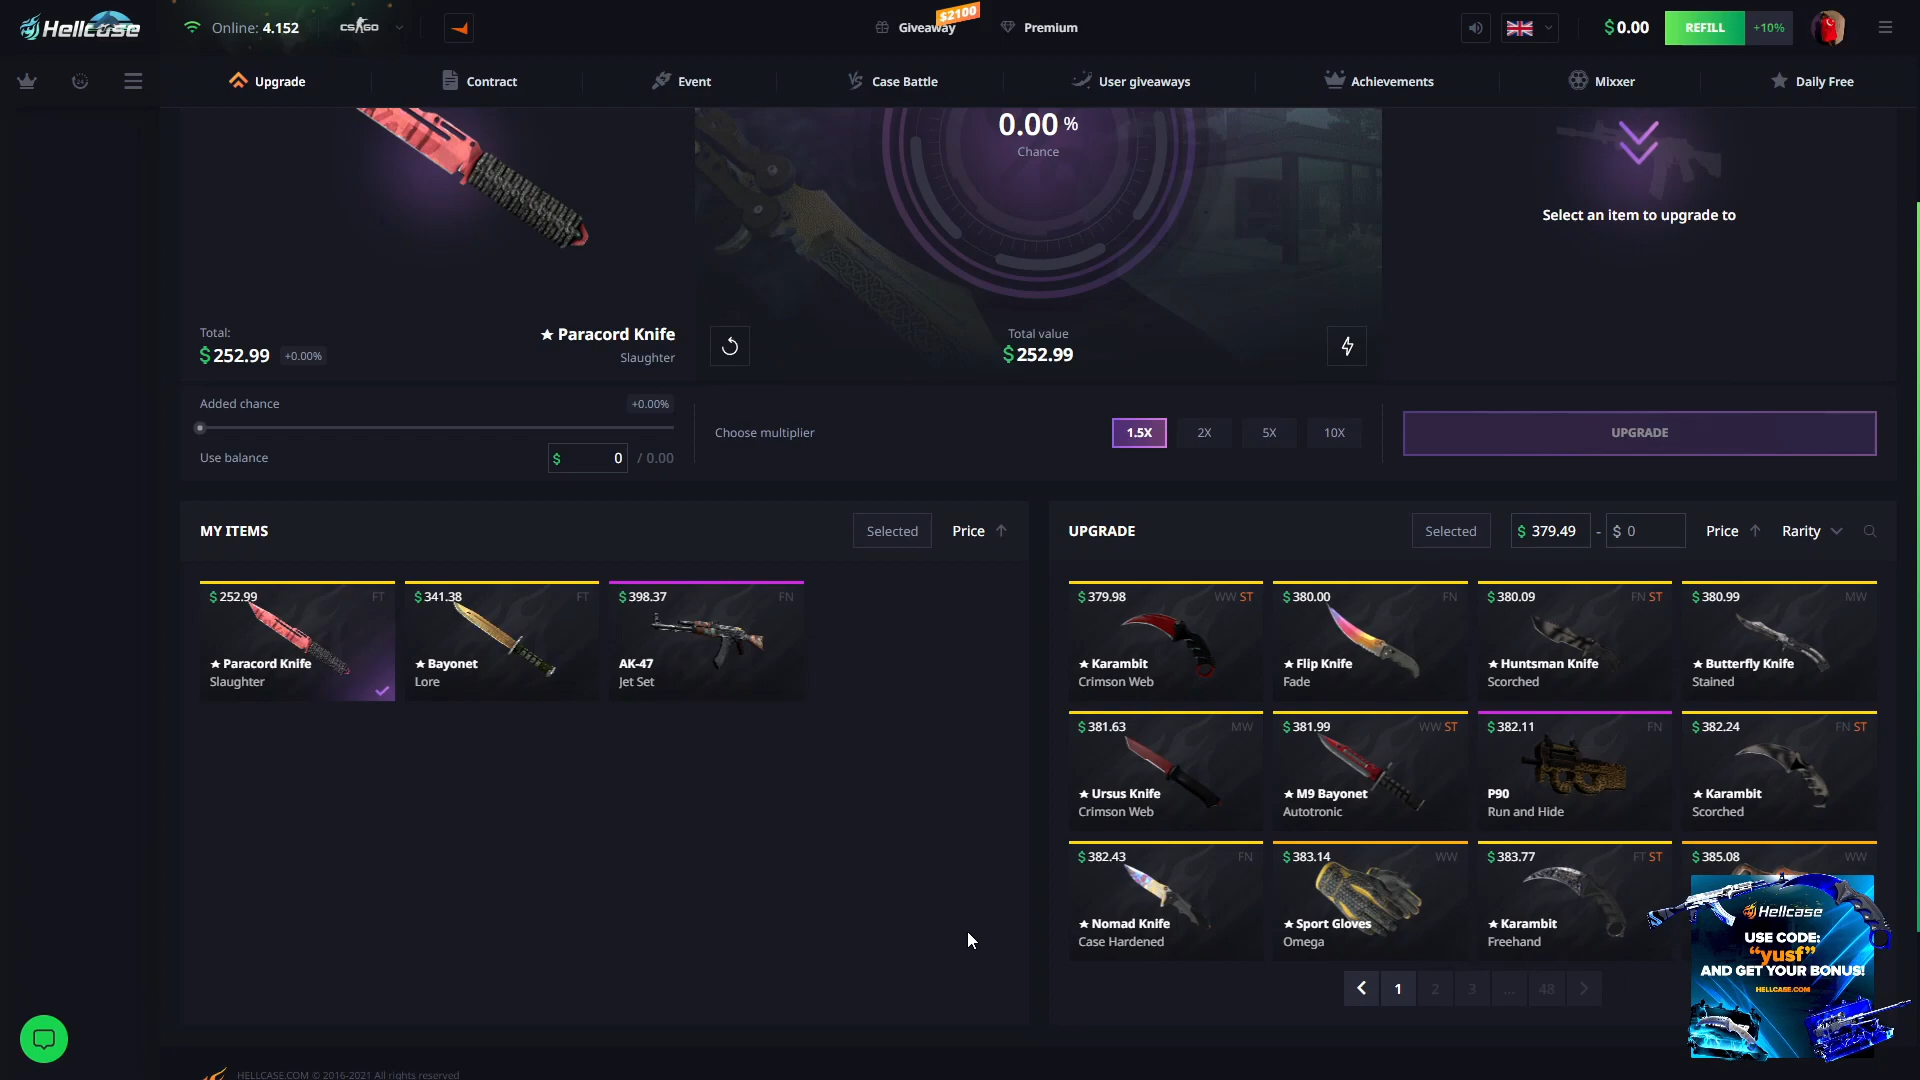 Hellcase
Online: 4.152
CS:GO
Giveaway
$2100
Premium
$0.00
REFILL
+10%
24
Upgrade
Contract
Event
VS
Case Battle
User giveaways
Achievements
Mixxer
Daily Free
0.00 %
Chance
Select an item to upgrade to
Total:
$252.99
+0.00%
★ Paracord Knife
Slaughter
Total value
$252.99
Added chance
+0.00%
Use balance
$ 0 / 0.00
Choose multiplier
1.5X
2X
5X
10X
UPGRADE
MY ITEMS
Selected
Price
$252.99 FT
★ Paracord Knife
Slaughter
$341.38 FT
★ Bayonet
Lore
$398.37 FN
AK-47
Jet Set
UPGRADE
Selected
$ 379.49 - $ 0
Price
Rarity
$379.98 WW ST
★ Karambit
Crimson Web
$380.00 FN
★ Flip Knife
Fade
$380.09 FN ST
★ Huntsman Knife
Scorched
$380.99 MW
★ Butterfly Knife
Stained
$381.63 MW
★ Ursus Knife
Crimson Web
$381.99 WW ST
★ M9 Bayonet
Autotronic
$382.11 FN
P90
Run and Hide
$382.24 FN ST
★ Karambit
Scorched
$382.43 FN
★ Nomad Knife
Case Hardened
$383.14 WW
★ Sport Gloves
Omega
$383.77 FT ST
★ Karambit
Freehand
$385.08 WW
1 2 3 ... 48
Hellcase
USE CODE:
"yusf"
AND GET YOUR BONUS!
HELLCASE.COM
HELLCASE.COM © 2016-2021 All rights reserved